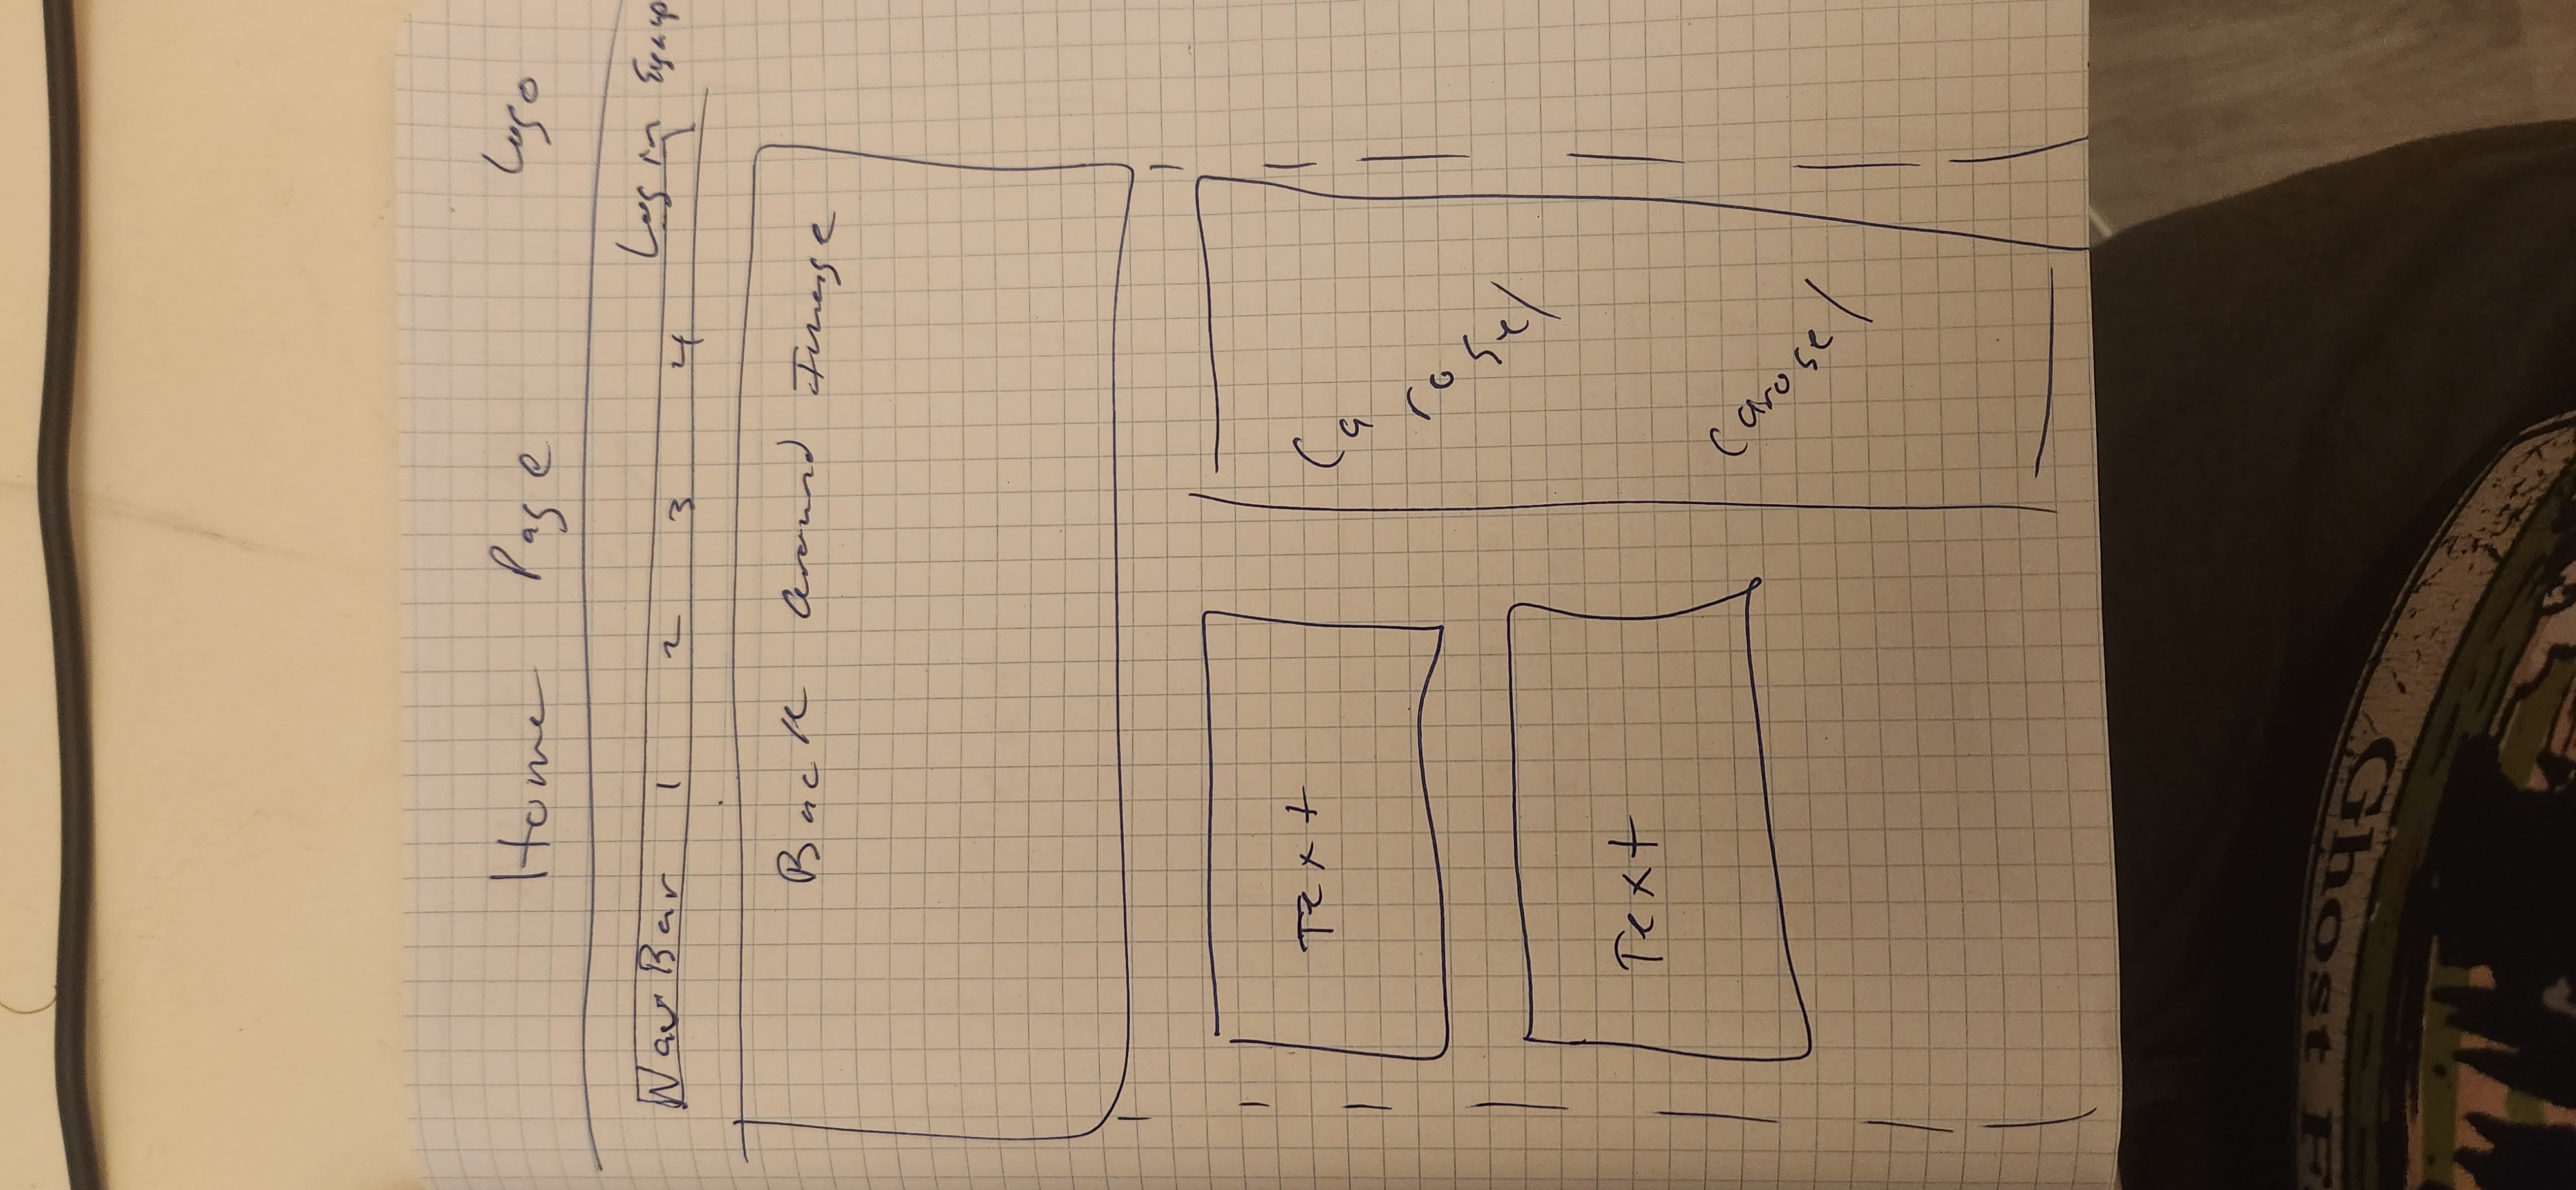 Home Page Logo
Nav Bar 1 2 3 4 Log in Signup
Back Ground Image
Text
Carosel
Text
Carosel
Ghost F